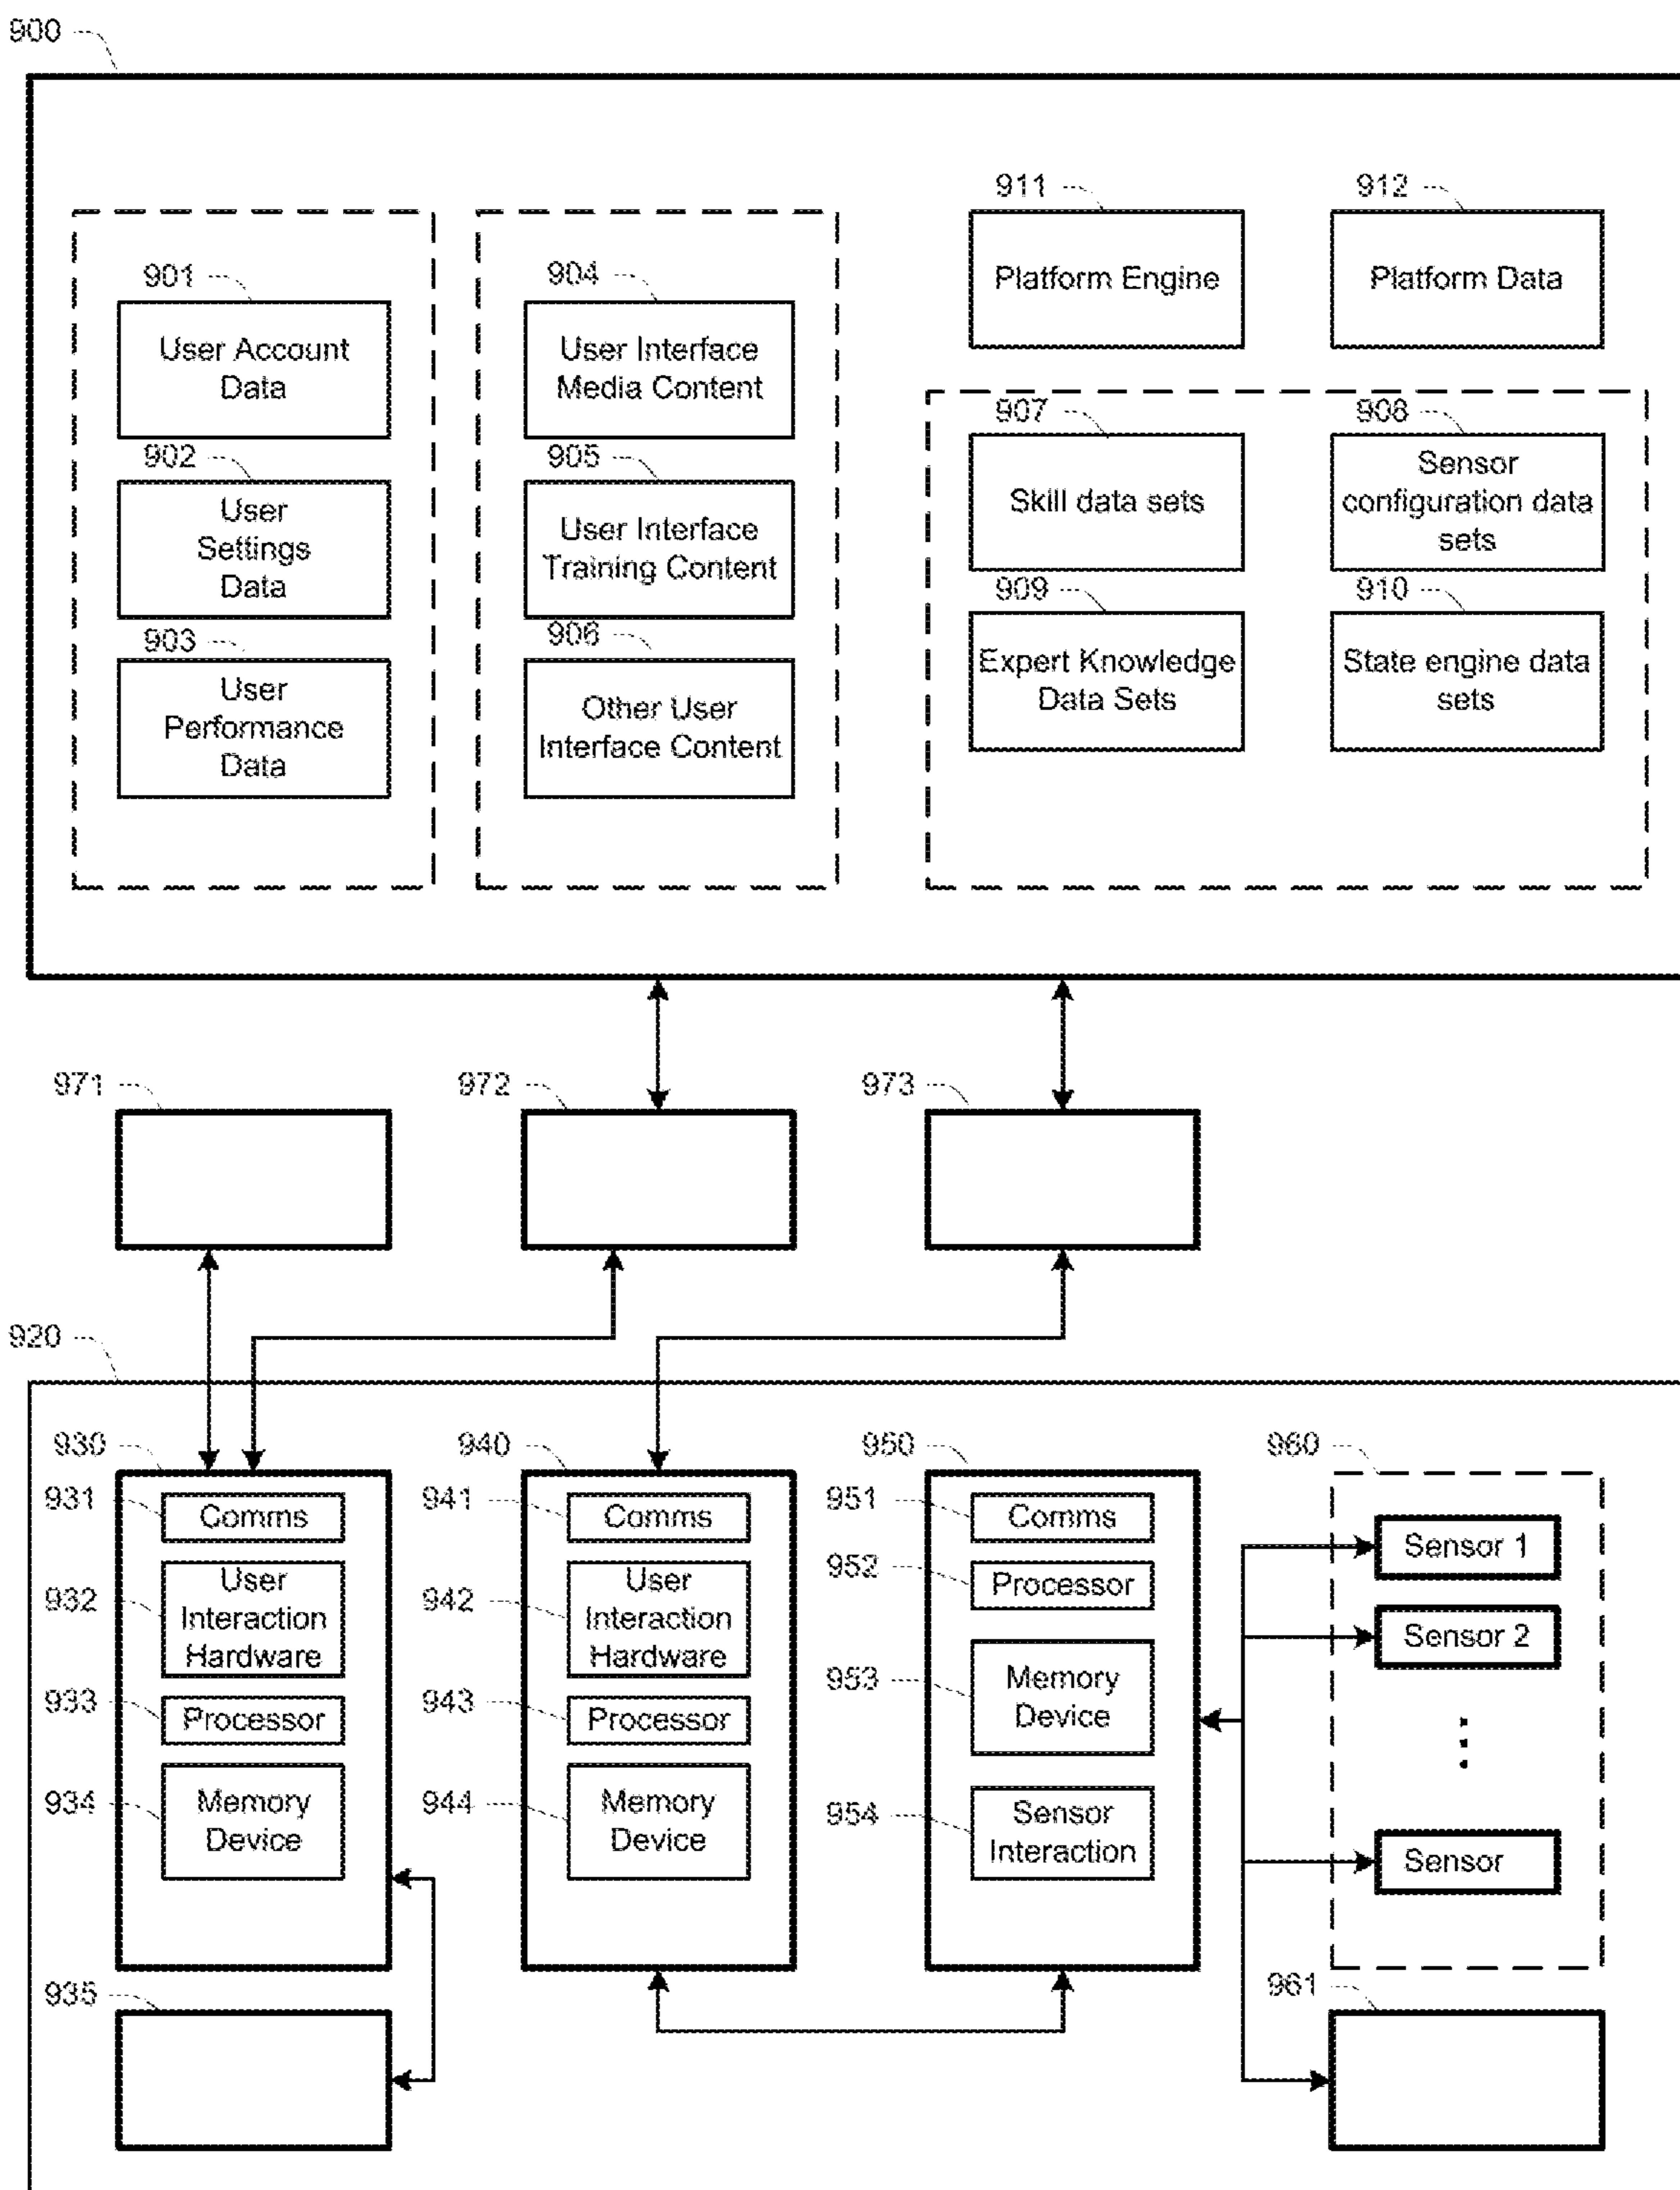 900
911
912
Platform Engine
Platform Data
901
User Account
Data
902
User
Settings
Data
903
User
Performance
Data
904
User Interface
Media Content
905
User Interface
Training Content
906
Other User
Interface Content
907
Skill data sets
908
Sensor
configuration data
sets
909
Expert Knowledge
Data Sets
910
State engine data
sets
971
972
973
920
930
931
Comms
932
User
Interaction
Hardware
933
Processor
934
Memory
Device
935
940
941
Comms
942
User
Interaction
Hardware
943
Processor
944
Memory
Device
950
951
Comms
952
Processor
953
Memory
Device
954
Sensor
Interaction
960
Sensor 1
Sensor 2
⋮
Sensor
961